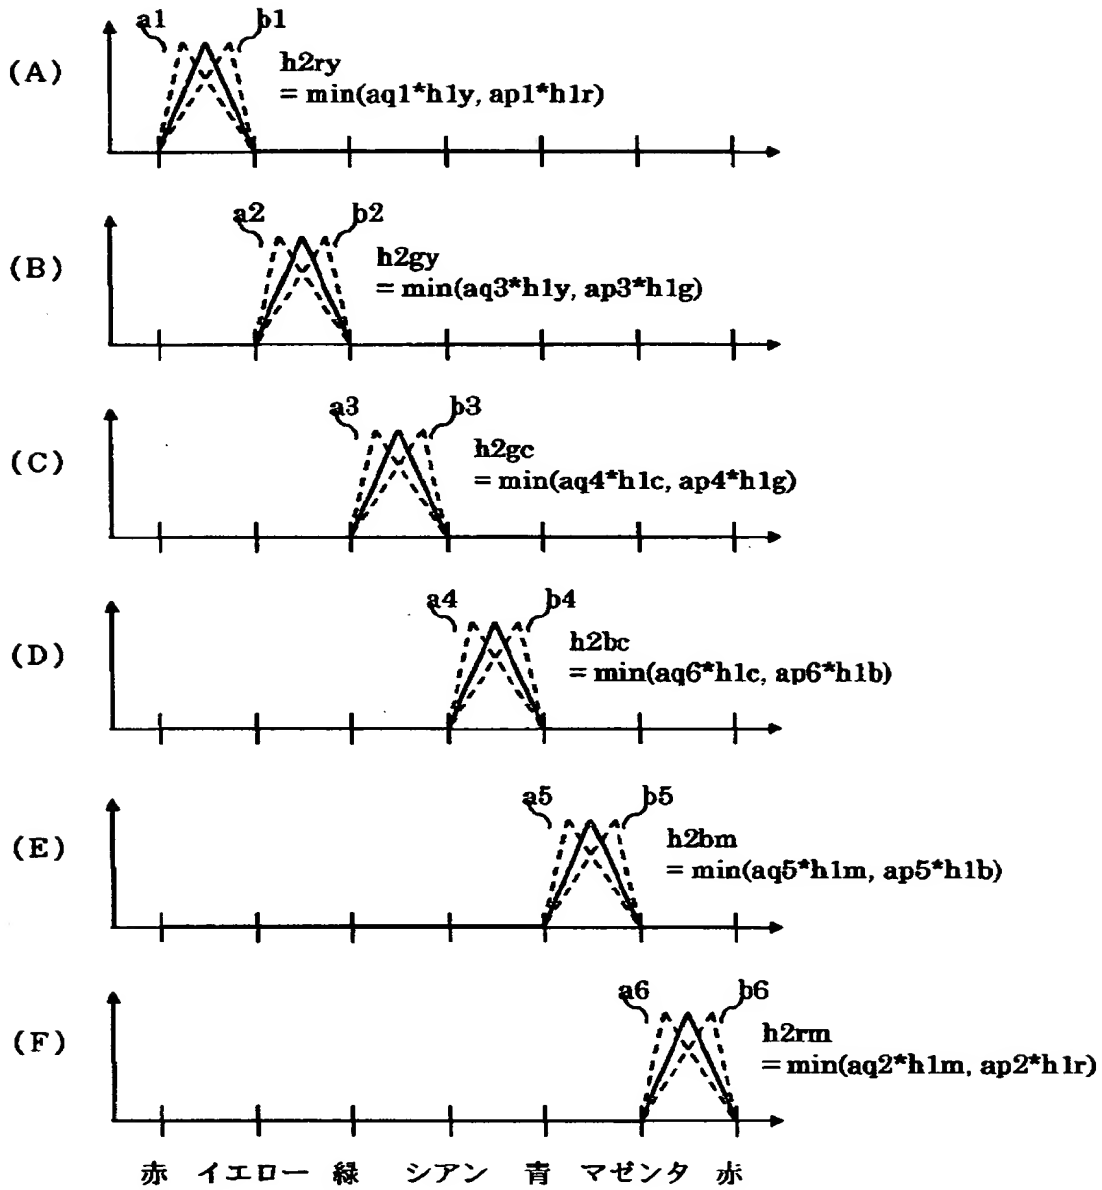 a1 b1
(A)
h2ry
= min(aq1*h1y, ap1*h1r)
a2 b2
(B)
h2gy
= min(aq3*h1y, ap3*h1g)
a3 b3
(C)
h2gc
= min(aq4*h1c, ap4*h1g)
a4 b4
(D)
h2bc
= min(aq6*h1c, ap6*h1b)
a5 b5
(E)
h2bm
= min(aq5*h1m, ap5*h1b)
a6 b6
(F)
h2rm
= min(aq2*h1m, ap2*h1r)
赤 イエロー 緑 シアン 青 マゼンタ 赤